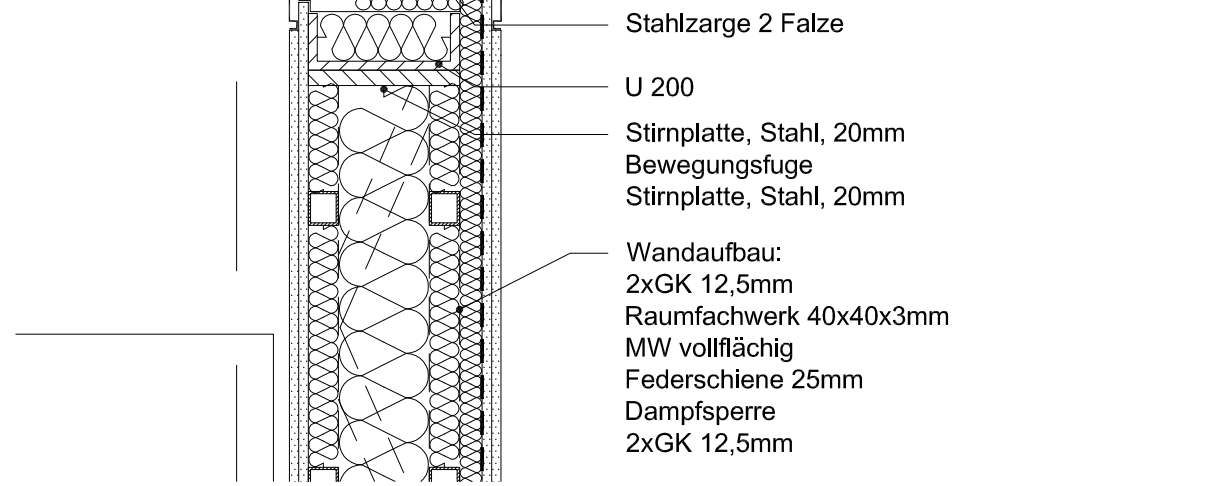 Stahlzarge 2 Falze
U 200
Stirnplatte, Stahl, 20mm
Bewegungsfuge
Stirnplatte, Stahl, 20mm
Wandaufbau:
2xGK 12,5mm
Raumfachwerk 40x40x3mm
MW vollflächig
Federschiene 25mm
Dampfsperre
2xGK 12,5mm